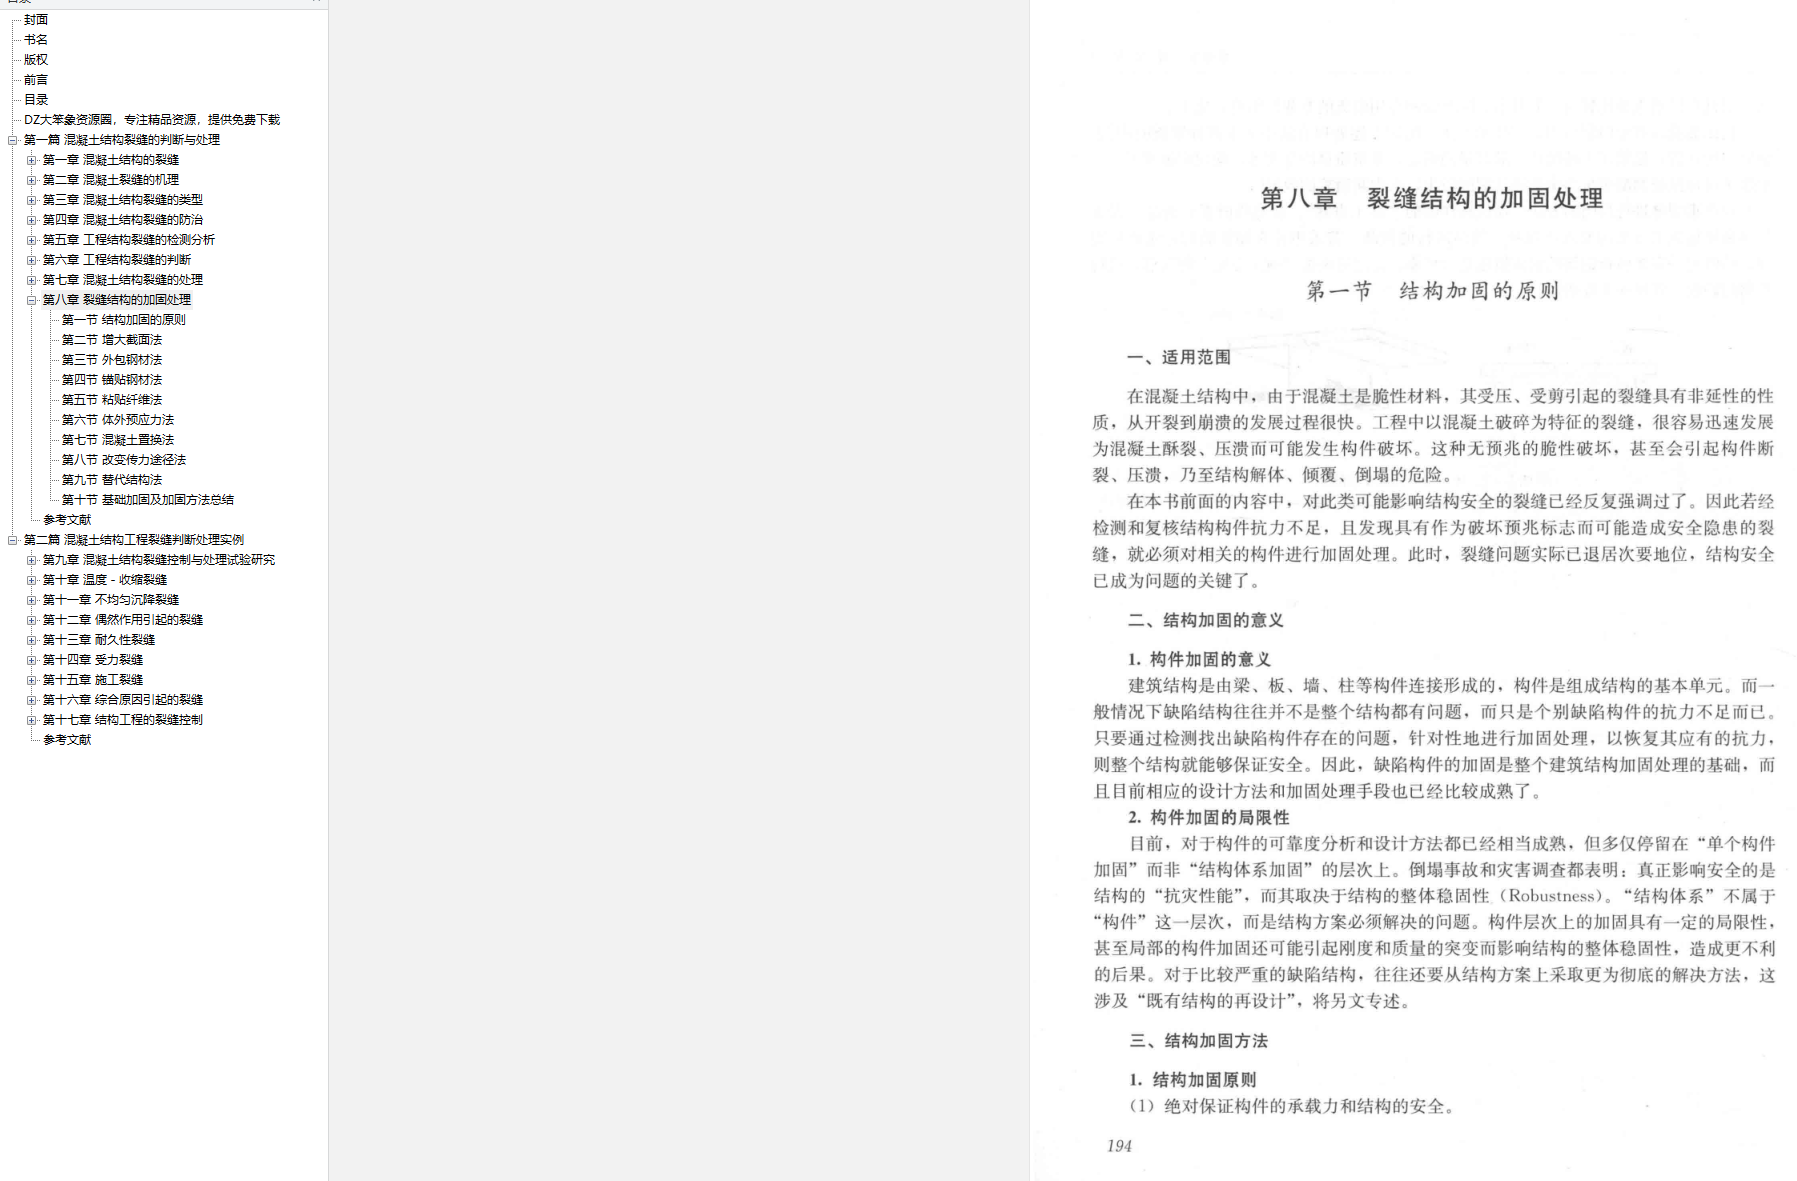 封面
书名
版权
前言
目录
DZ大笨象资源圈，专注精品资源，提供免费下载
第一篇 混凝土结构裂缝的判断与处理
第一章 混凝土结构的裂缝
第二章 混凝土裂缝的机理
第三章 混凝土结构裂缝的类型
第四章 混凝土结构裂缝的防治
第五章 工程结构裂缝的检测分析
第六章 工程结构裂缝的判断
第七章 混凝土结构裂缝的处理
第八章 裂缝结构的加固处理
第一节 结构加固的原则
第二节 增大截面法
第三节 外包钢材法
第四节 锚贴钢材法
第五节 粘贴纤维法
第六节 体外预应力法
第七节 混凝土置换法
第八节 改变传力途径法
第九节 替代结构法
第十节 基础加固及加固方法总结
参考文献
第二篇 混凝土结构工程裂缝判断处理实例
第九章 混凝土结构裂缝控制与处理试验研究
第十章 温度 - 收缩裂缝
第十一章 不均匀沉降裂缝
第十二章 偶然作用引起的裂缝
第十三章 耐久性裂缝
第十四章 受力裂缝
第十五章 施工裂缝
第十六章 综合原因引起的裂缝
第十七章 结构工程的裂缝控制
参考文献
第八章 裂缝结构的加固处理
第一节 结构加固的原则
一、适用范围
在混凝土结构中，由于混凝土是脆性材料，其受压、受剪引起的裂缝具有非延性的性
质，从开裂到崩溃的发展过程很快。工程中以混凝土破碎为特征的裂缝，很容易迅速发展
为混凝土酥裂、压溃而可能发生构件破坏。这种无预兆的脆性破坏，甚至会引起构件断
裂、压溃，乃至结构解体、倾覆、倒塌的危险。
在本书前面的内容中，对此类可能影响结构安全的裂缝已经反复强调过了。因此若经
检测和复核结构构件抗力不足，且发现具有作为破坏预兆标志而可能造成安全隐患的裂
缝，就必须对相关的构件进行加固处理。此时，裂缝问题实际已退居次要地位，结构安全
已成为问题的关键了。
二、结构加固的意义
1. 构件加固的意义
建筑结构是由梁、板、墙、柱等构件连接形成的，构件是组成结构的基本单元。而一
般情况下缺陷结构往往并不是整个结构都有问题，而只是个别缺陷构件的抗力不足而已。
只要通过检测找出缺陷构件存在的问题，针对性地进行加固处理，以恢复其应有的抗力，
则整个结构就能够保证安全。因此，缺陷构件的加固是整个建筑结构加固处理的基础，而
且目前相应的设计方法和加固处理手段也已经比较成熟了。
2. 构件加固的局限性
目前，对于构件的可靠度分析和设计方法都已经相当成熟，但多仅停留在“单个构件
加固”而非“结构体系加固”的层次上。倒塌事故和灾害调查都表明：真正影响安全的是
结构的“抗灾性能”，而其取决于结构的整体稳固性（Robustness）。“结构体系”不属于
“构件”这一层次，而是结构方案必须解决的问题。构件层次上的加固具有一定的局限性，
甚至局部的构件加固还可能引起刚度和质量的突变而影响结构的整体稳固性，造成更不利
的后果。对于比较严重的缺陷结构，往往还要从结构方案上采取更为彻底的解决方法，这
涉及“既有结构的再设计”，将另文专述。
三、结构加固方法
1. 结构加固原则
（1）绝对保证构件的承载力和结构的安全。
194